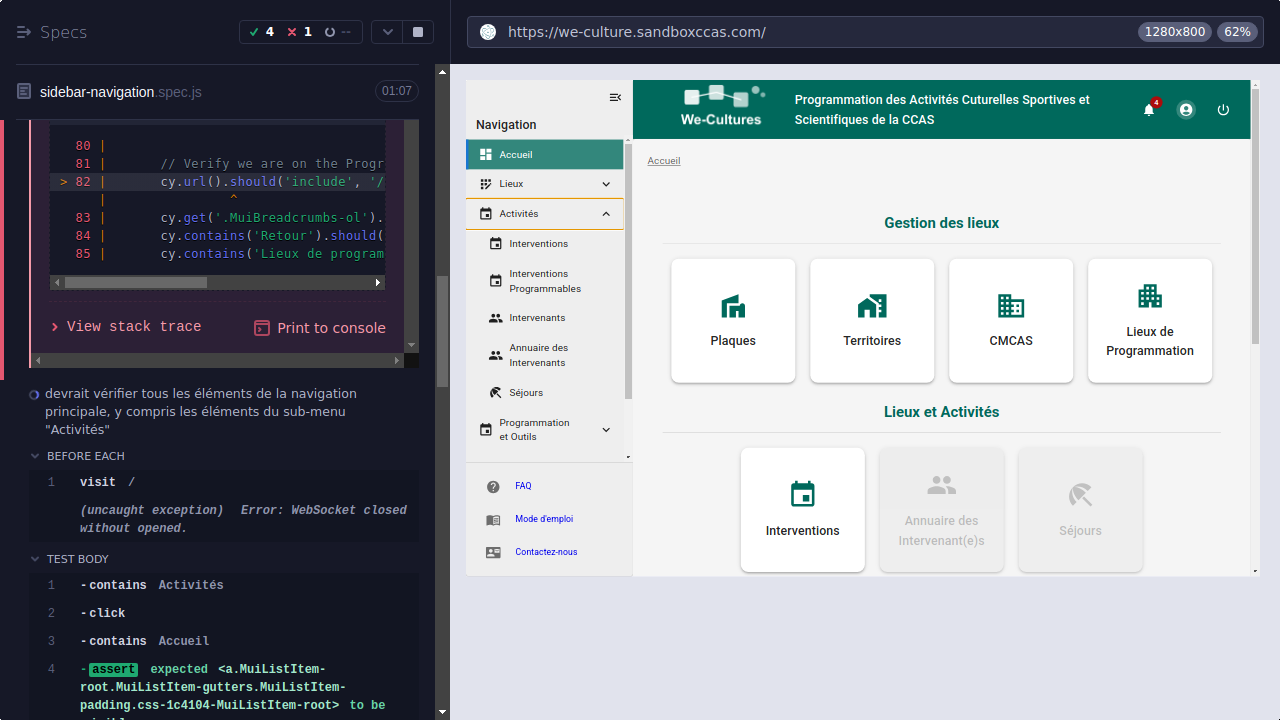 Specs
4
1
--
sidebar-navigation.spec.js
01:07
80 |
81 | // Verify we are on the Progr
> 82 | cy.url().should('include', '/
| ^
83 | cy.get('.MuiBreadcrumbs-ol').
84 | cy.contains('Retour').should(
85 | cy.contains('Lieux de program
View stack trace
Print to console
devrait vérifier tous les éléments de la navigation
principale, y compris les éléments du sub-menu
"Activités"
BEFORE EACH
1 visit /
(uncaught exception) Error: WebSocket closed
without opened.
TEST BODY
1 -contains Activités
2 -click
3 -contains Accueil
4 -assert expected <a.MuiListItem-
root.MuiListItem-gutters.MuiListItem-
padding.css-1c4104-MuiListItem-root> to be
https://we-culture.sandboxccas.com/
1280x800
62%
Navigation
Accueil
Lieux
Activités
Interventions
Interventions
Programmables
Intervenants
Annuaire des
Intervenants
Séjours
Programmation
et Outils
FAQ
Mode d'emploi
Contactez-nous
We-Cultures
Programmation des Activités Cuturelles Sportives et
Scientifiques de la CCAS
4
Accueil
Gestion des lieux
Plaques
Territoires
CMCAS
Lieux de
Programmation
Lieux et Activités
Interventions
Annuaire des
Intervenant(e)s
Séjours